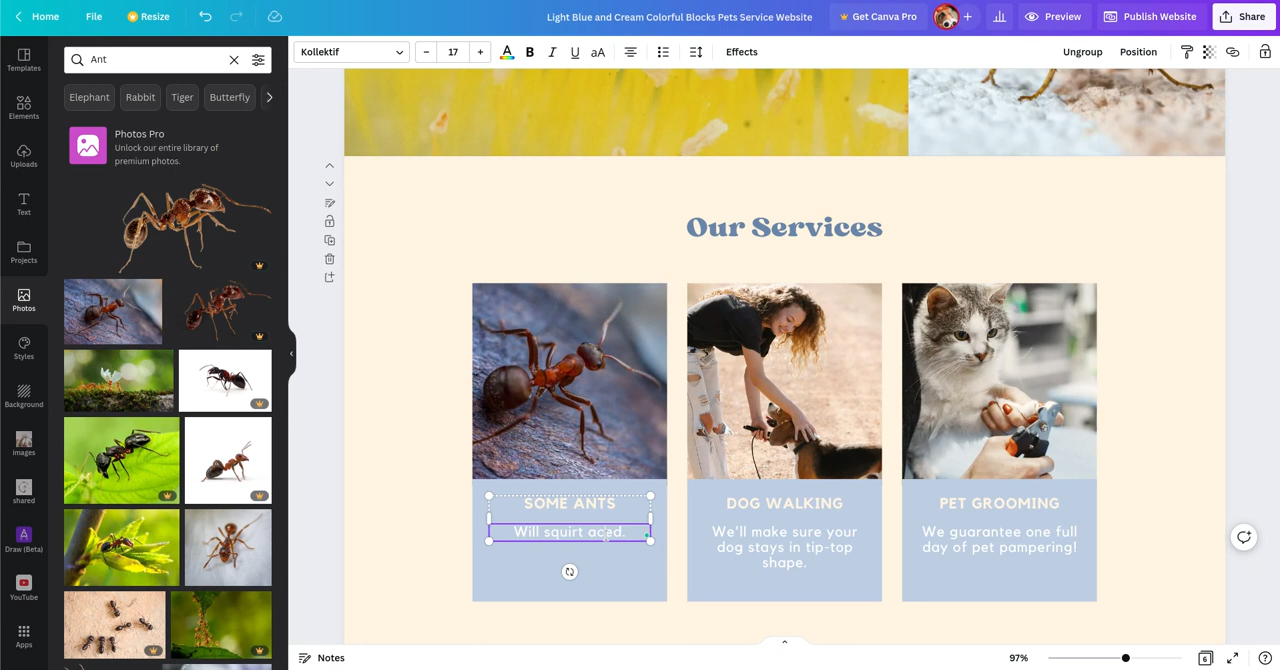 Home
File
Resize
Light Blue and Cream Colorful Blocks Pets Service Website
Get Canva Pro
Preview
Publish Website
Share
Templates
Elements
Uploads
Text
Projects
Photos
Styles
Background
images
shared
Draw (Beta)
YouTube
Apps
Ant
Elephant
Rabbit
Tiger
Butterfly
Photos Pro
Unlock our entire library of
premium photos.
Kollektif
17
A
B
I
U
aA
Effects
Ungroup
Position
Our Services
SOME ANTS
Will squirt acid.
DOG WALKING
We'll make sure your
dog stays in tip-top
shape.
PET GROOMING
We guarantee one full
day of pet pampering!
Notes
97%
6